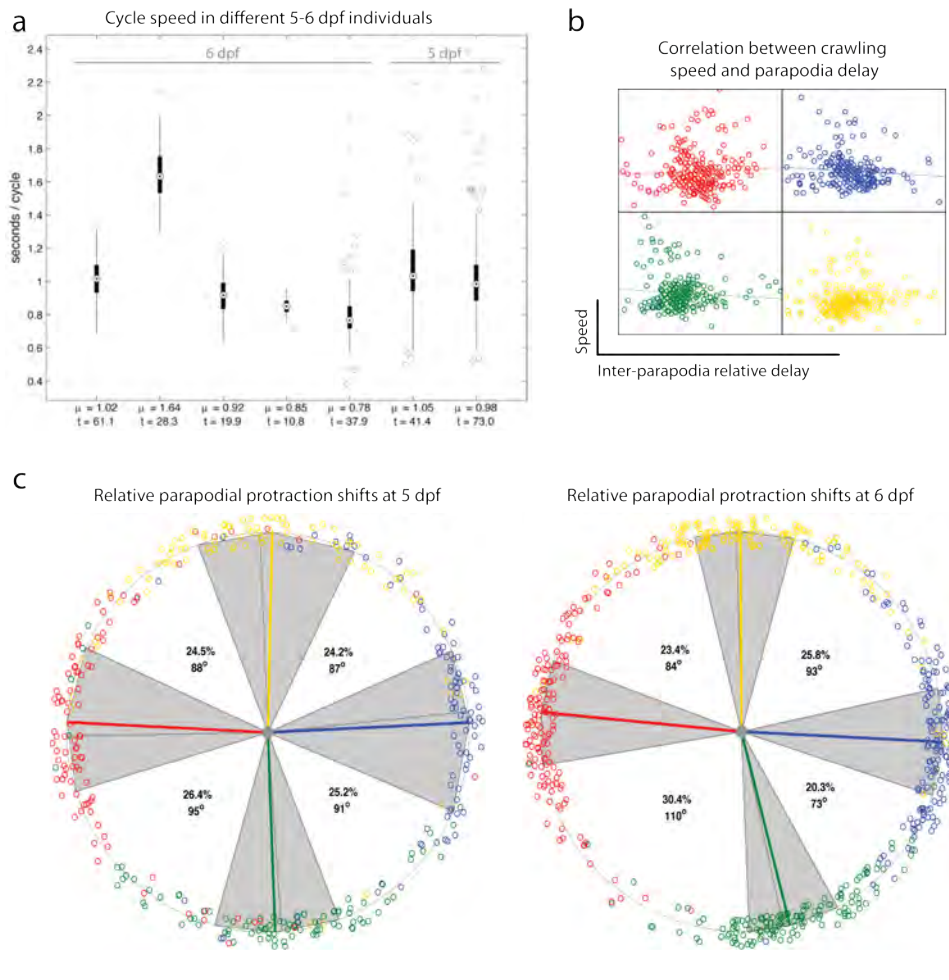 a
Cycle speed in different 5-6 dpf individuals
6 dpf
5 dpf
2.4
2.2
2
1.8
1.6
1.4
1.2
1
0.8
0.6
0.4
seconds / cycle
μ = 1.02 μ = 1.64 μ = 0.92 μ = 0.85 μ = 0.78 μ = 1.05 μ = 0.98
t = 61.1 t = 28.3 t = 19.9 t = 10.8 t = 37.9 t = 41.4 t = 73.0
b
Correlation between crawling
speed and parapodia delay
Speed
Inter-parapodia relative delay
c
Relative parapodial protraction shifts at 5 dpf
24.5%
88°
24.2%
87°
26.4%
95°
25.2%
91°
Relative parapodial protraction shifts at 6 dpf
23.4%
84°
25.8%
93°
30.4%
110°
20.3%
73°